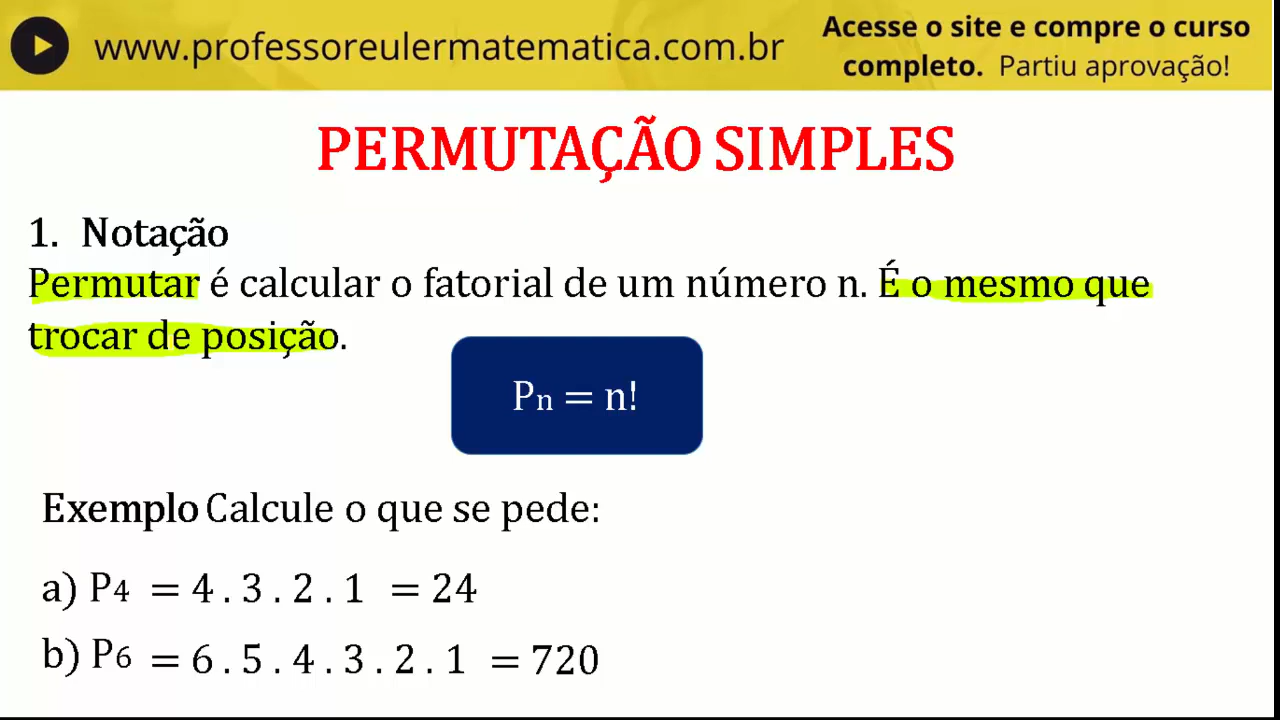 www.professoreulermatematica.com.br
Acesse o site e compre o curso
completo. Partiu aprovação!
PERMUTAÇÃO SIMPLES
1. Notação
Permutar é calcular o fatorial de um número n. É o mesmo que
trocar de posição.
Pn = n!
Exemplo Calcule o que se pede:
a) P4 = 4 . 3 . 2 . 1 = 24
b) P6 = 6 . 5 . 4 . 3 . 2 . 1 = 720